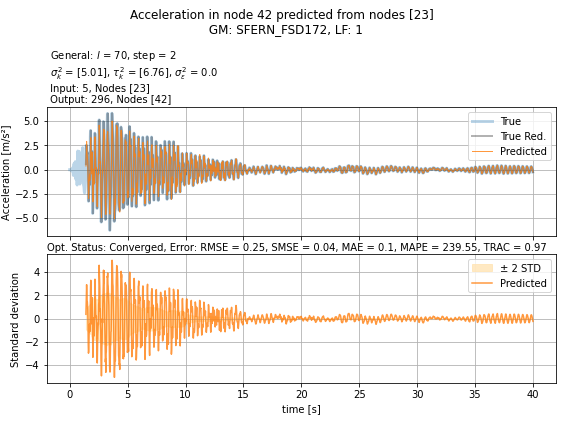 Acceleration in node 42 predicted from nodes [23]
GM: SFERN_FSD172, LF: 1
General: l = 70, step = 2
σ²ₖ = [5.01], τ²ₖ = [6.76], σ²ε = 0.0
Input: 5, Nodes [23]
Output: 296, Nodes [42]
Acceleration [m/s²]
5.0
2.5
0.0
−2.5
−5.0
True
True Red.
Predicted
Opt. Status: Converged, Error: RMSE = 0.25, SMSE = 0.04, MAE = 0.1, MAPE = 239.55, TRAC = 0.97
Standard deviation
4
2
0
−2
−4
± 2 STD
Predicted
0 5 10 15 20 25 30 35 40
time [s]